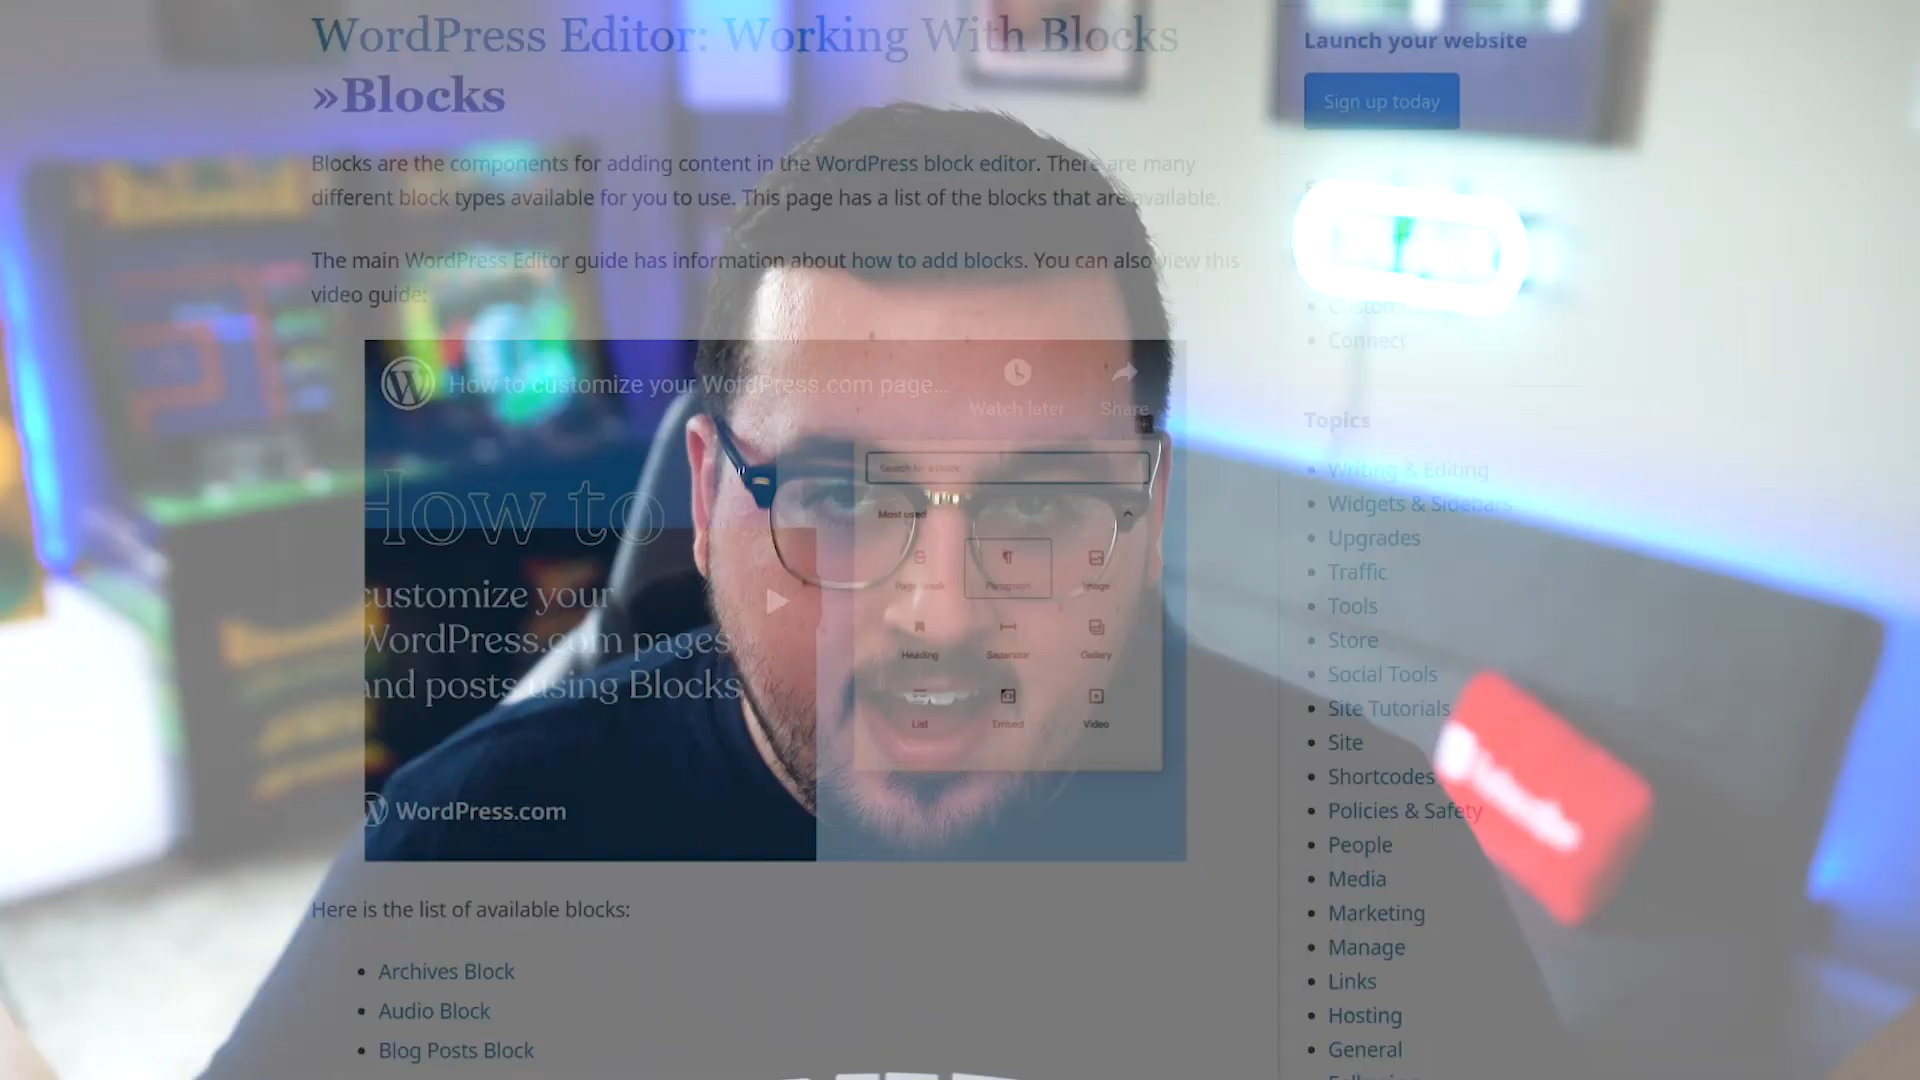 WordPress Editor: Working With Blocks
»Blocks
Blocks are the components for adding content in the WordPress block editor. There are many
different block types available for you to use. This page has a list of the blocks that are available.
The main WordPress Editor guide has information about how to add blocks. You can also view this
video guide:
How to customize your WordPress.com page...
Watch later
Share
How to
customize your
WordPress.com pages
and posts using Blocks
WordPress.com
Search for a block
Most used
Page break
Paragraph
Image
Heading
Separator
Gallery
List
Embed
Video
Here is the list of available blocks:
• Archives Block
• Audio Block
• Blog Posts Block
Launch your website
Sign up today
• Connect
Topics
• Writing & Editing
• Widgets & Sidebars
• Upgrades
• Traffic
• Tools
• Store
• Social Tools
• Site Tutorials
• Site
• Shortcodes
• Policies & Safety
• People
• Media
• Marketing
• Manage
• Links
• Hosting
• General